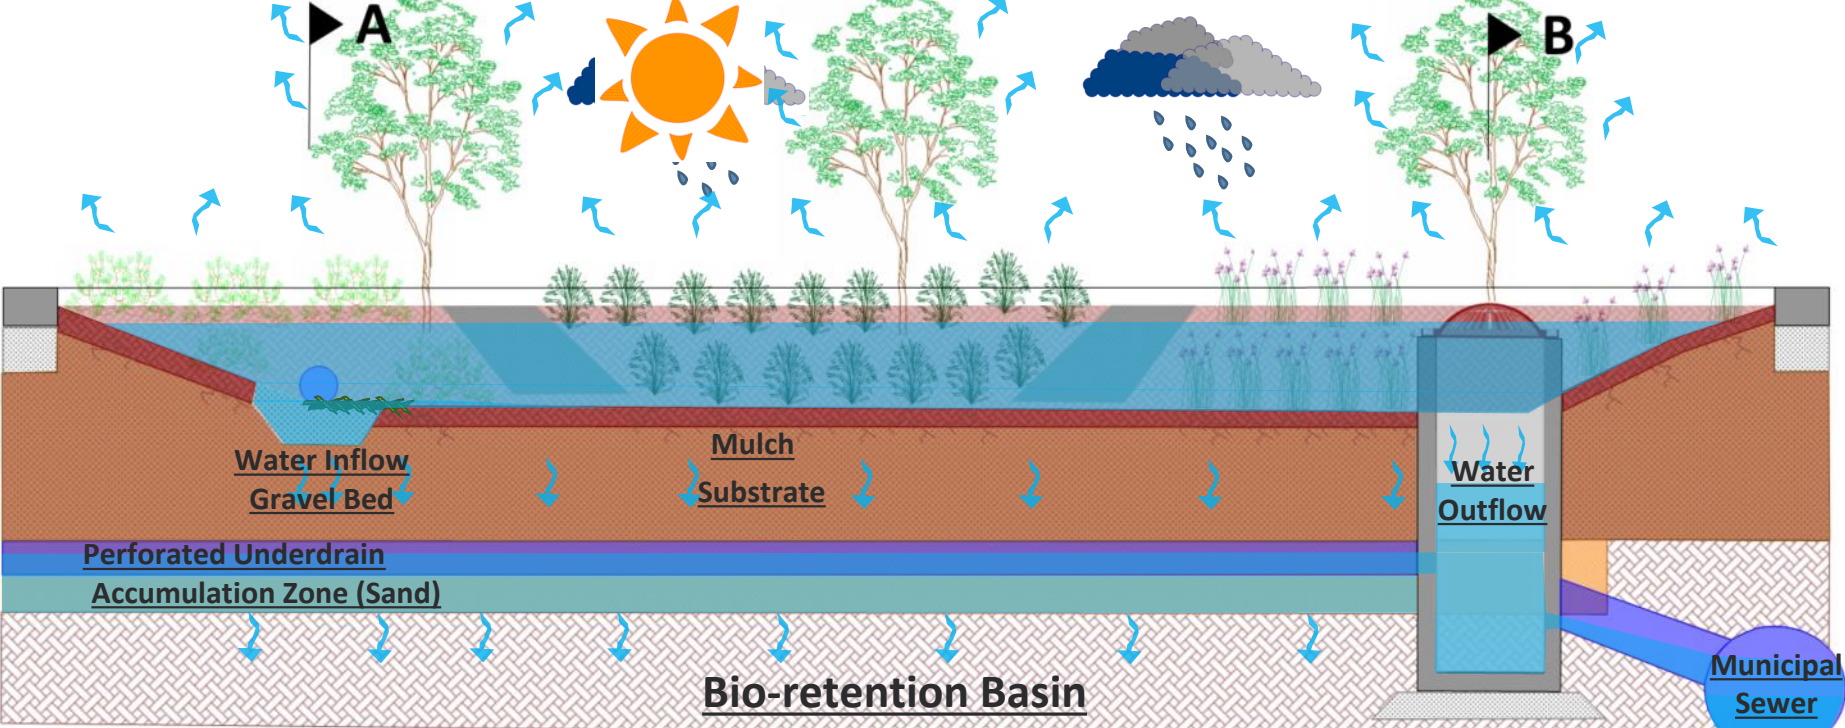 A
B
Mulch
Water Inflow
Gravel Bed
Substrate
Water
Outflow
Perforated Underdrain
Accumulation Zone (Sand)
Bio-retention Basin
Municipal
Sewer